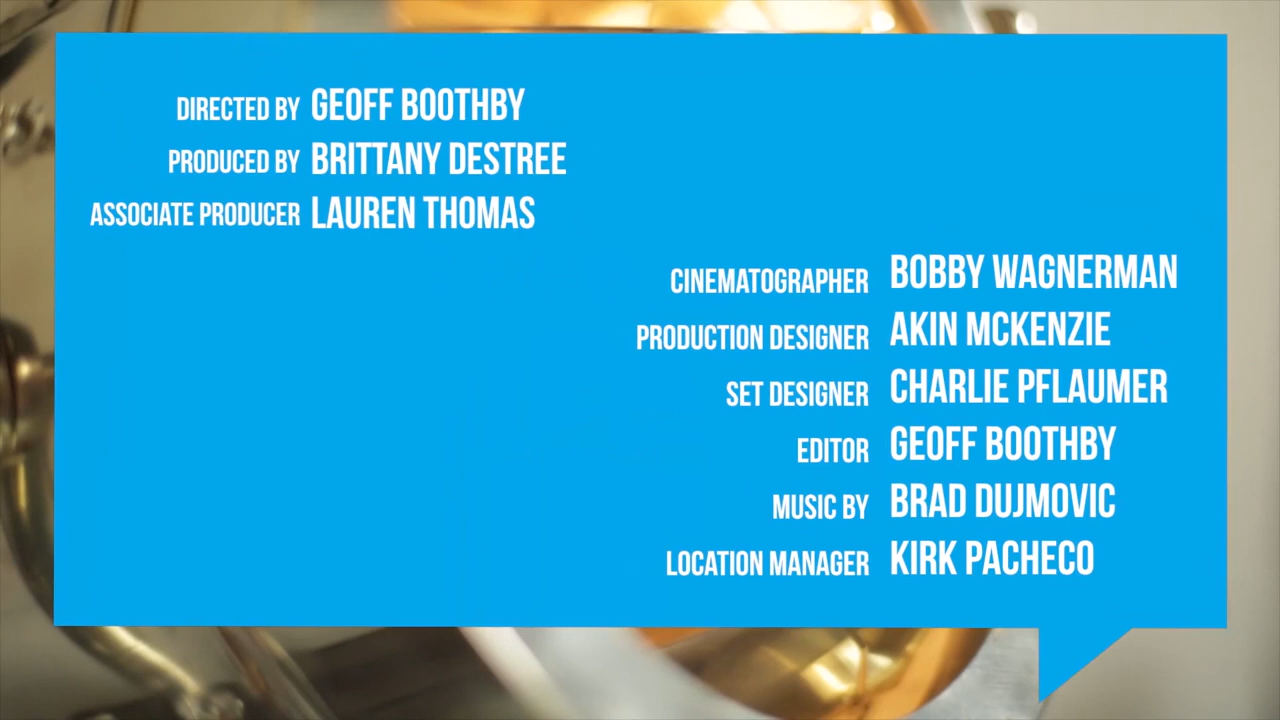 DIRECTED BY GEOFF BOOTHBY
PRODUCED BY BRITTANY DESTREE
ASSOCIATE PRODUCER LAUREN THOMAS
CINEMATOGRAPHER BOBBY WAGNERMAN
PRODUCTION DESIGNER AKIN MCKENZIE
SET DESIGNER CHARLIE PFLAUMER
EDITOR GEOFF BOOTHBY
MUSIC BY BRAD DUJMOVIC
LOCATION MANAGER KIRK PACHECO